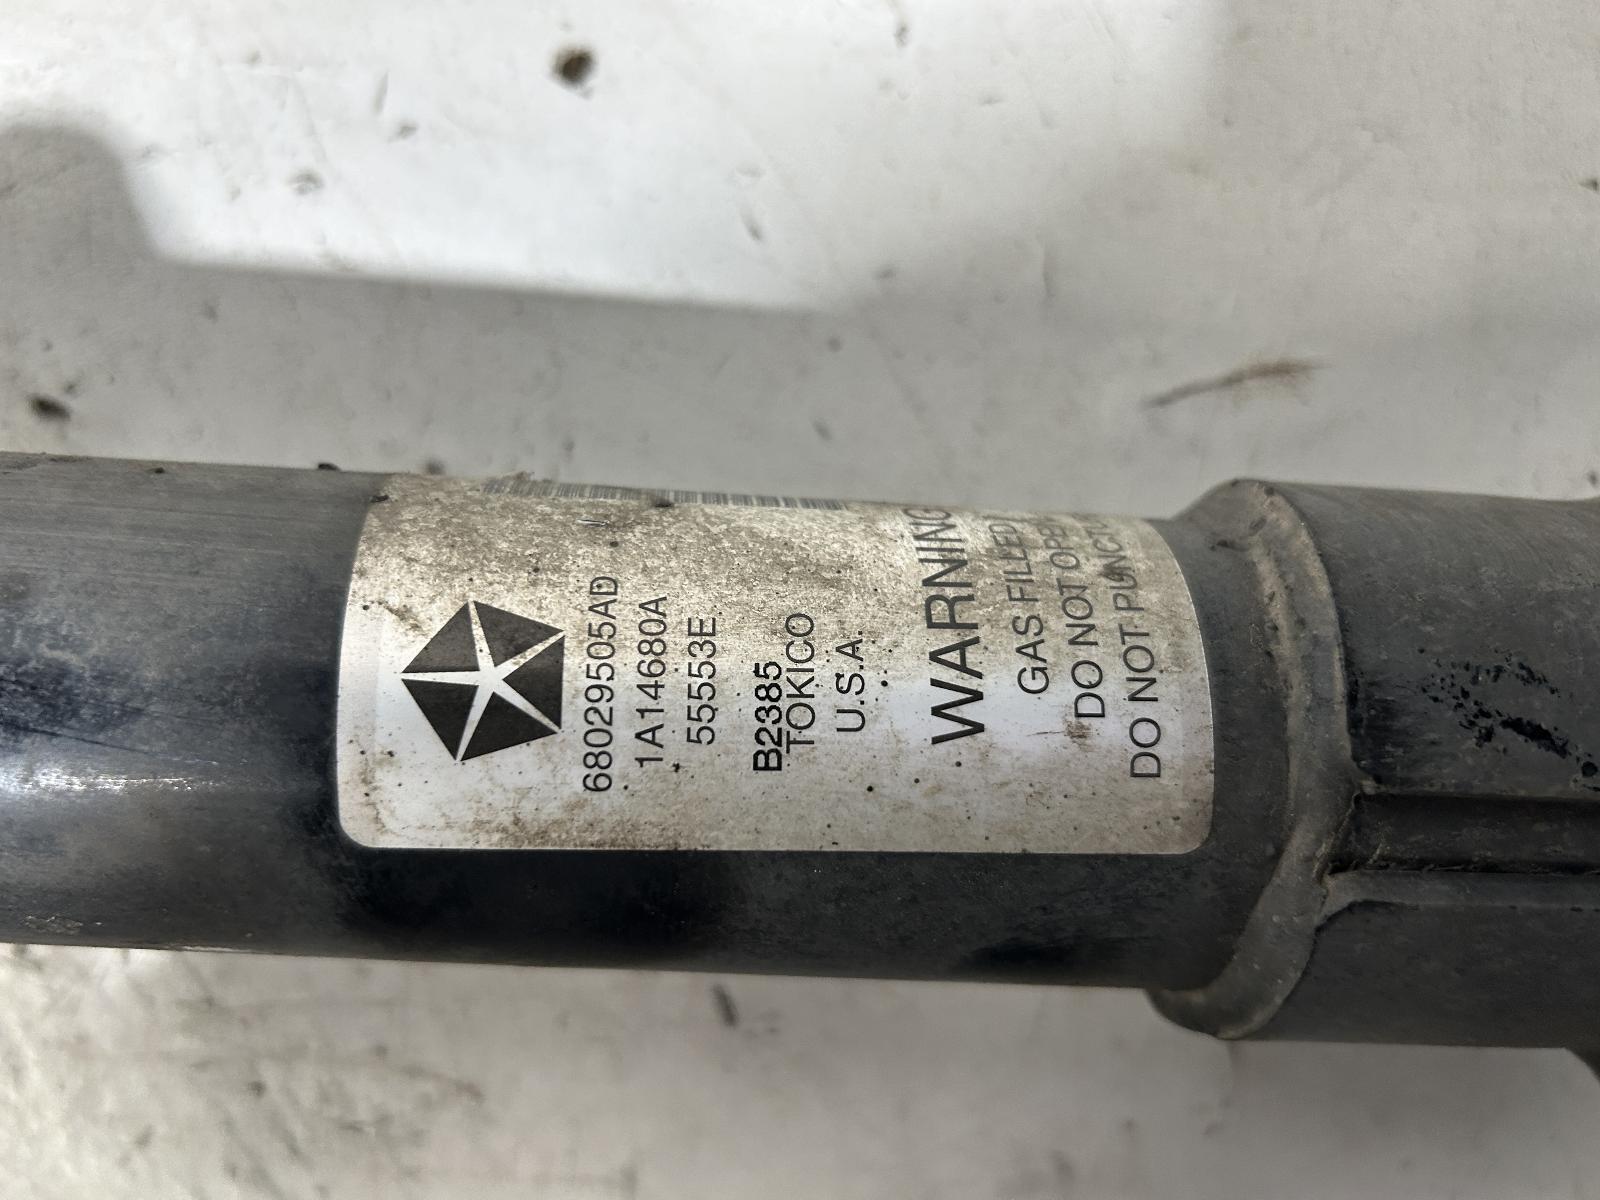 68029505AD
1A14680A
55553E
B2385
TOKICO
U.S.A.
WARNING
GAS FILLED
DO NOT OPEN
DO NOT PUNCTU